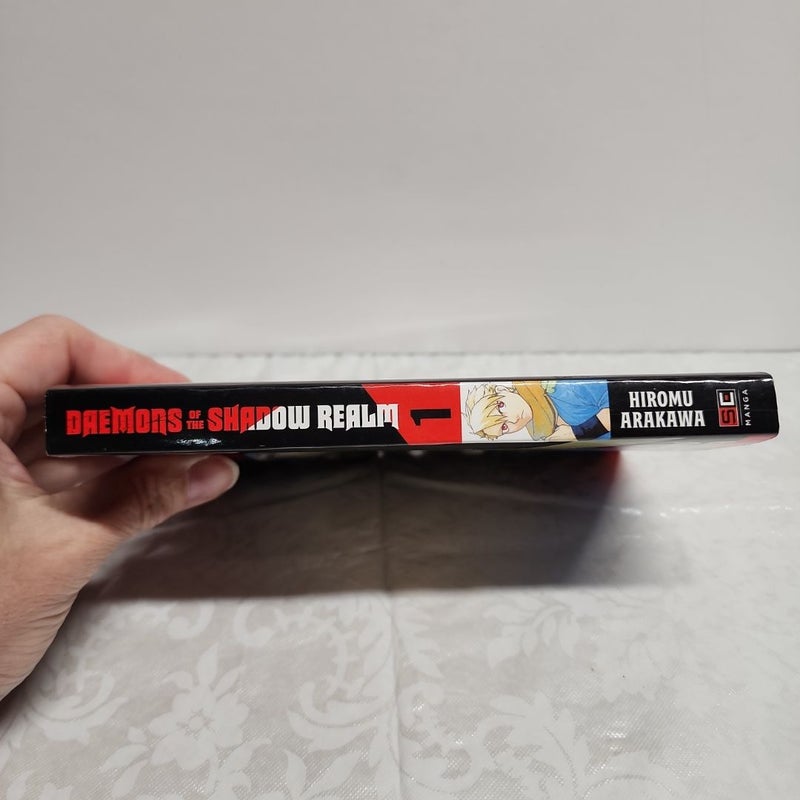 DAEMONS OF THE SHADOW REALM
1
HIROMU
ARAKAWA
SE
MANGA